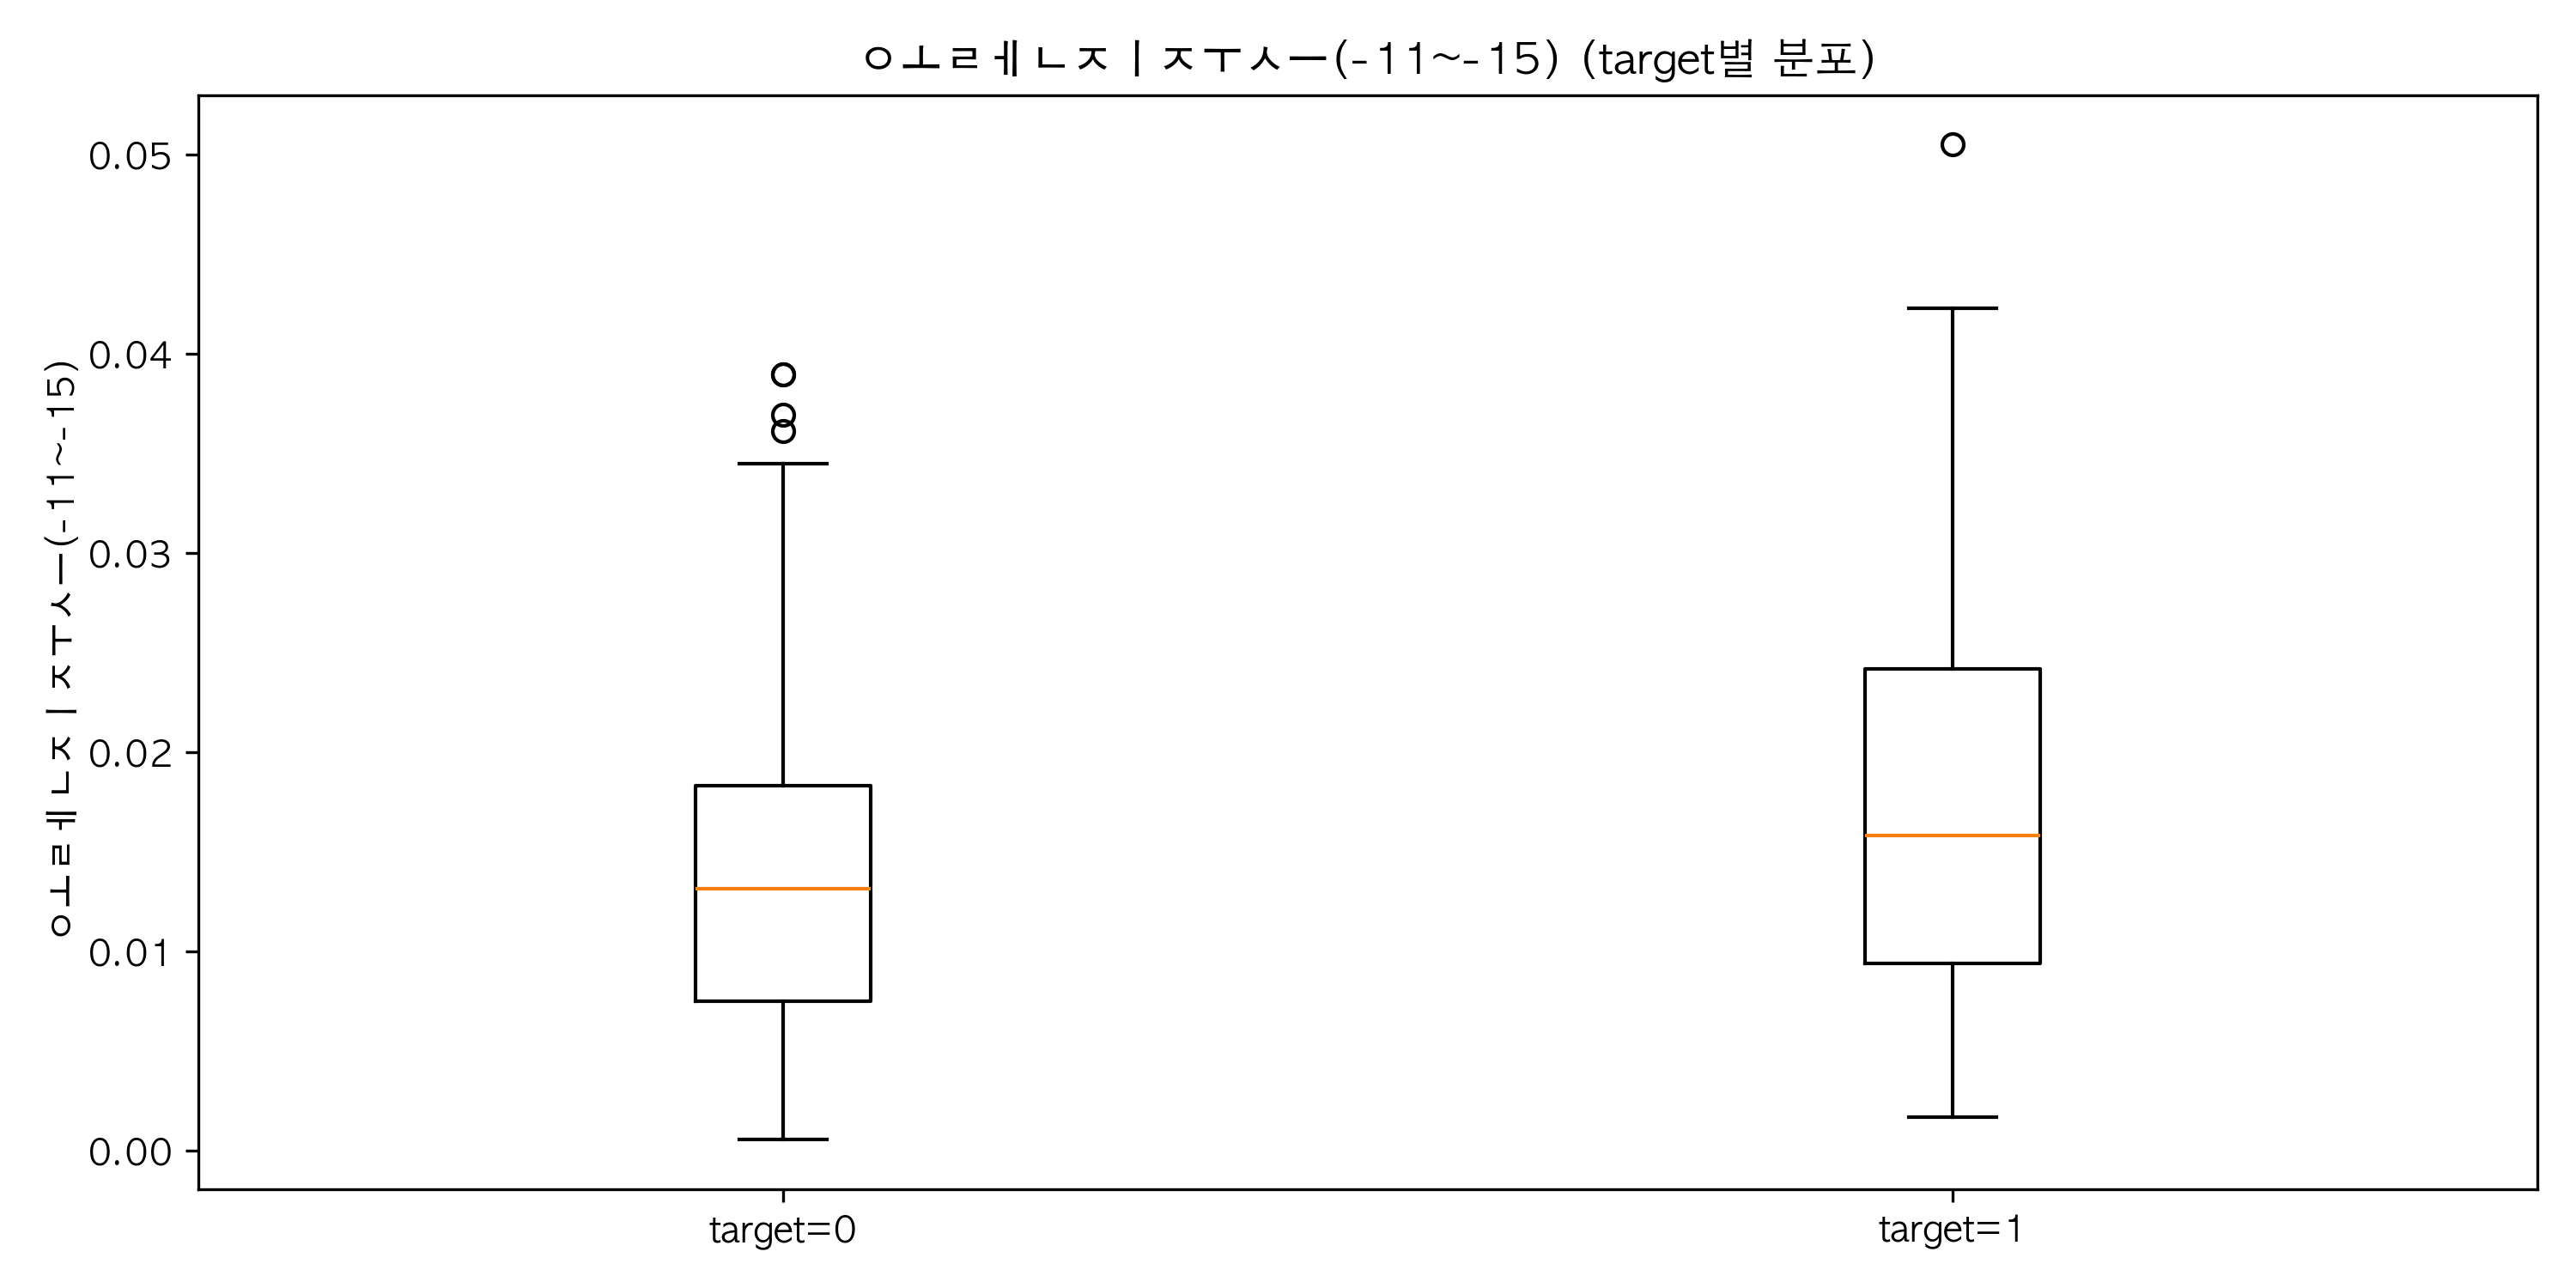 ㅇㅗㄹㅔㄴㅈㅣㅈㅜㅅㅡ(-11~-15) (target별 분포)
ㅇㅗㄹㅔㄴㅈㅣㅈㅜㅅㅡ(-11~-15)
0.05
0.04
0.03
0.02
0.01
0.00
target=0
target=1